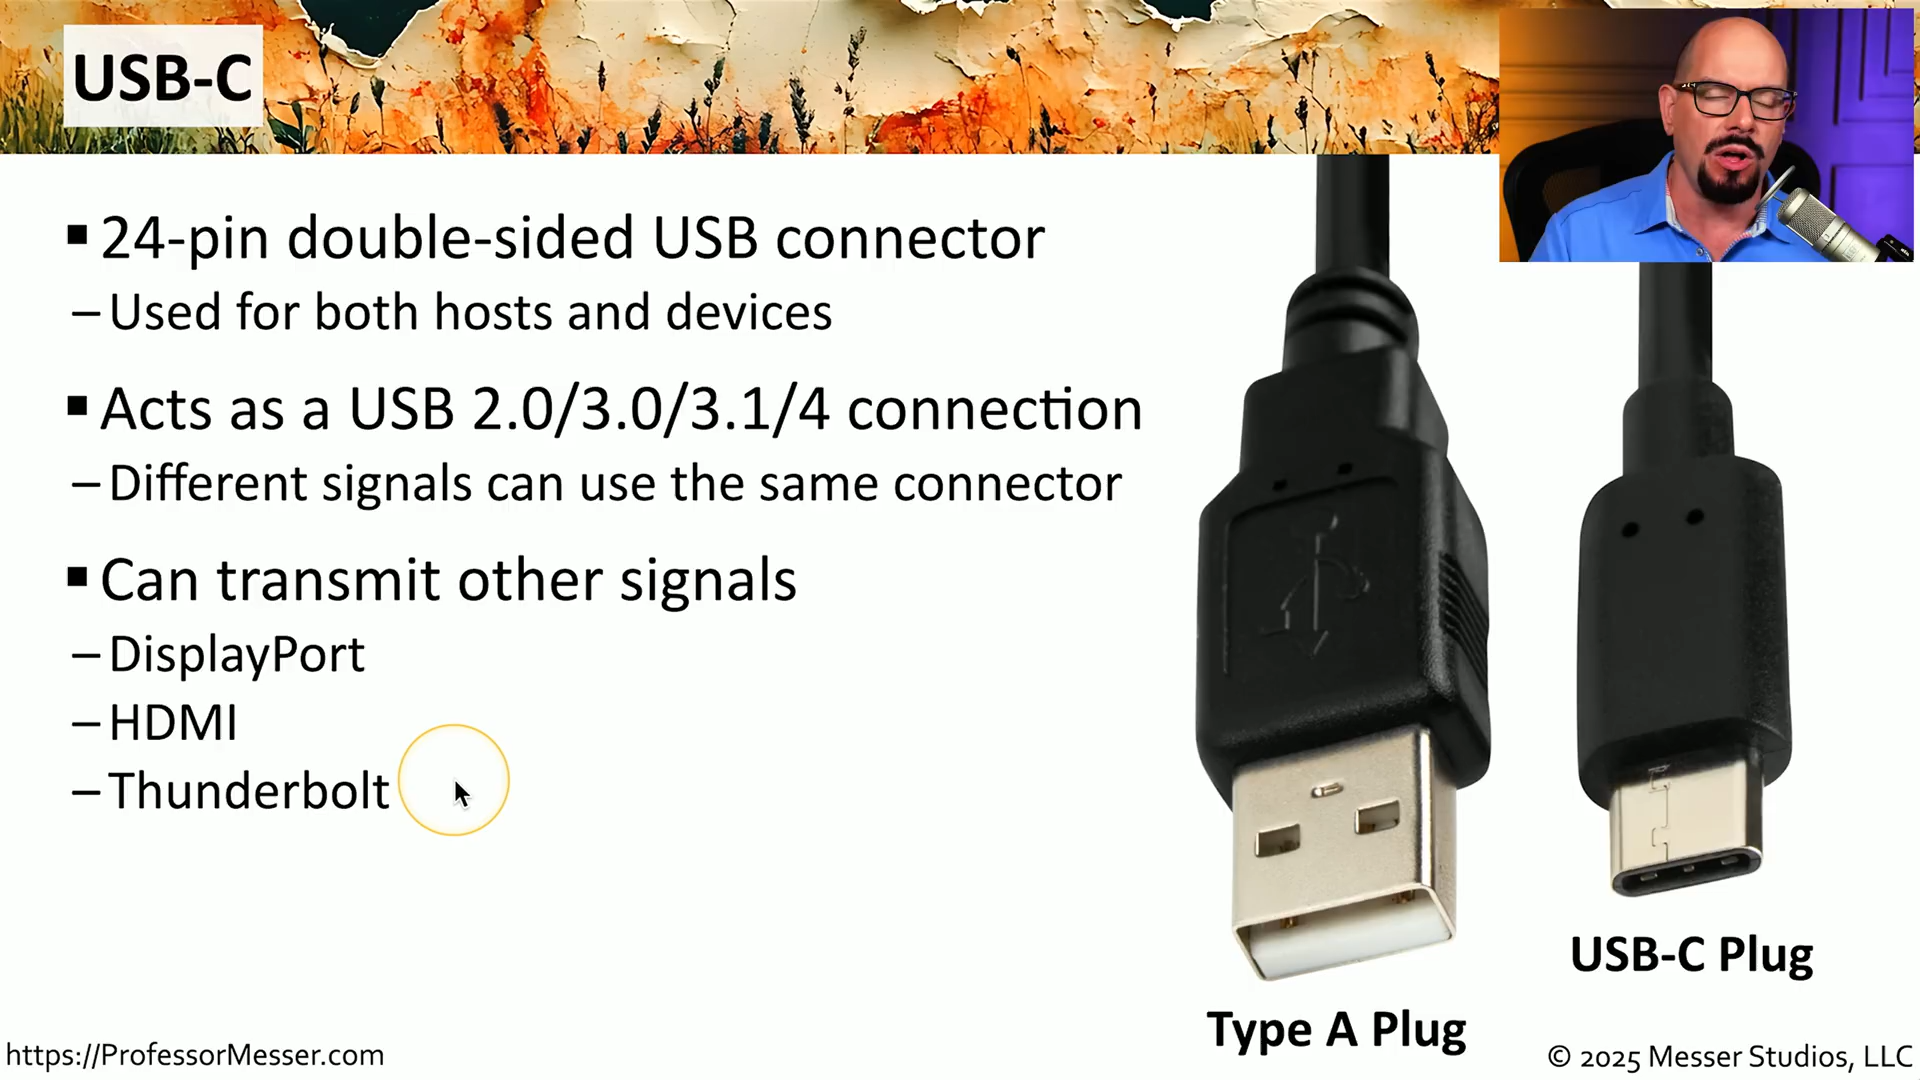 USB-C
▪ 24-pin double-sided USB connector
– Used for both hosts and devices
▪ Acts as a USB 2.0/3.0/3.1/4 connection
– Different signals can use the same connector
▪ Can transmit other signals
– DisplayPort
– HDMI
– Thunderbolt
USB-C Plug
Type A Plug
https://ProfessorMesser.com
© 2025 Messer Studios, LLC